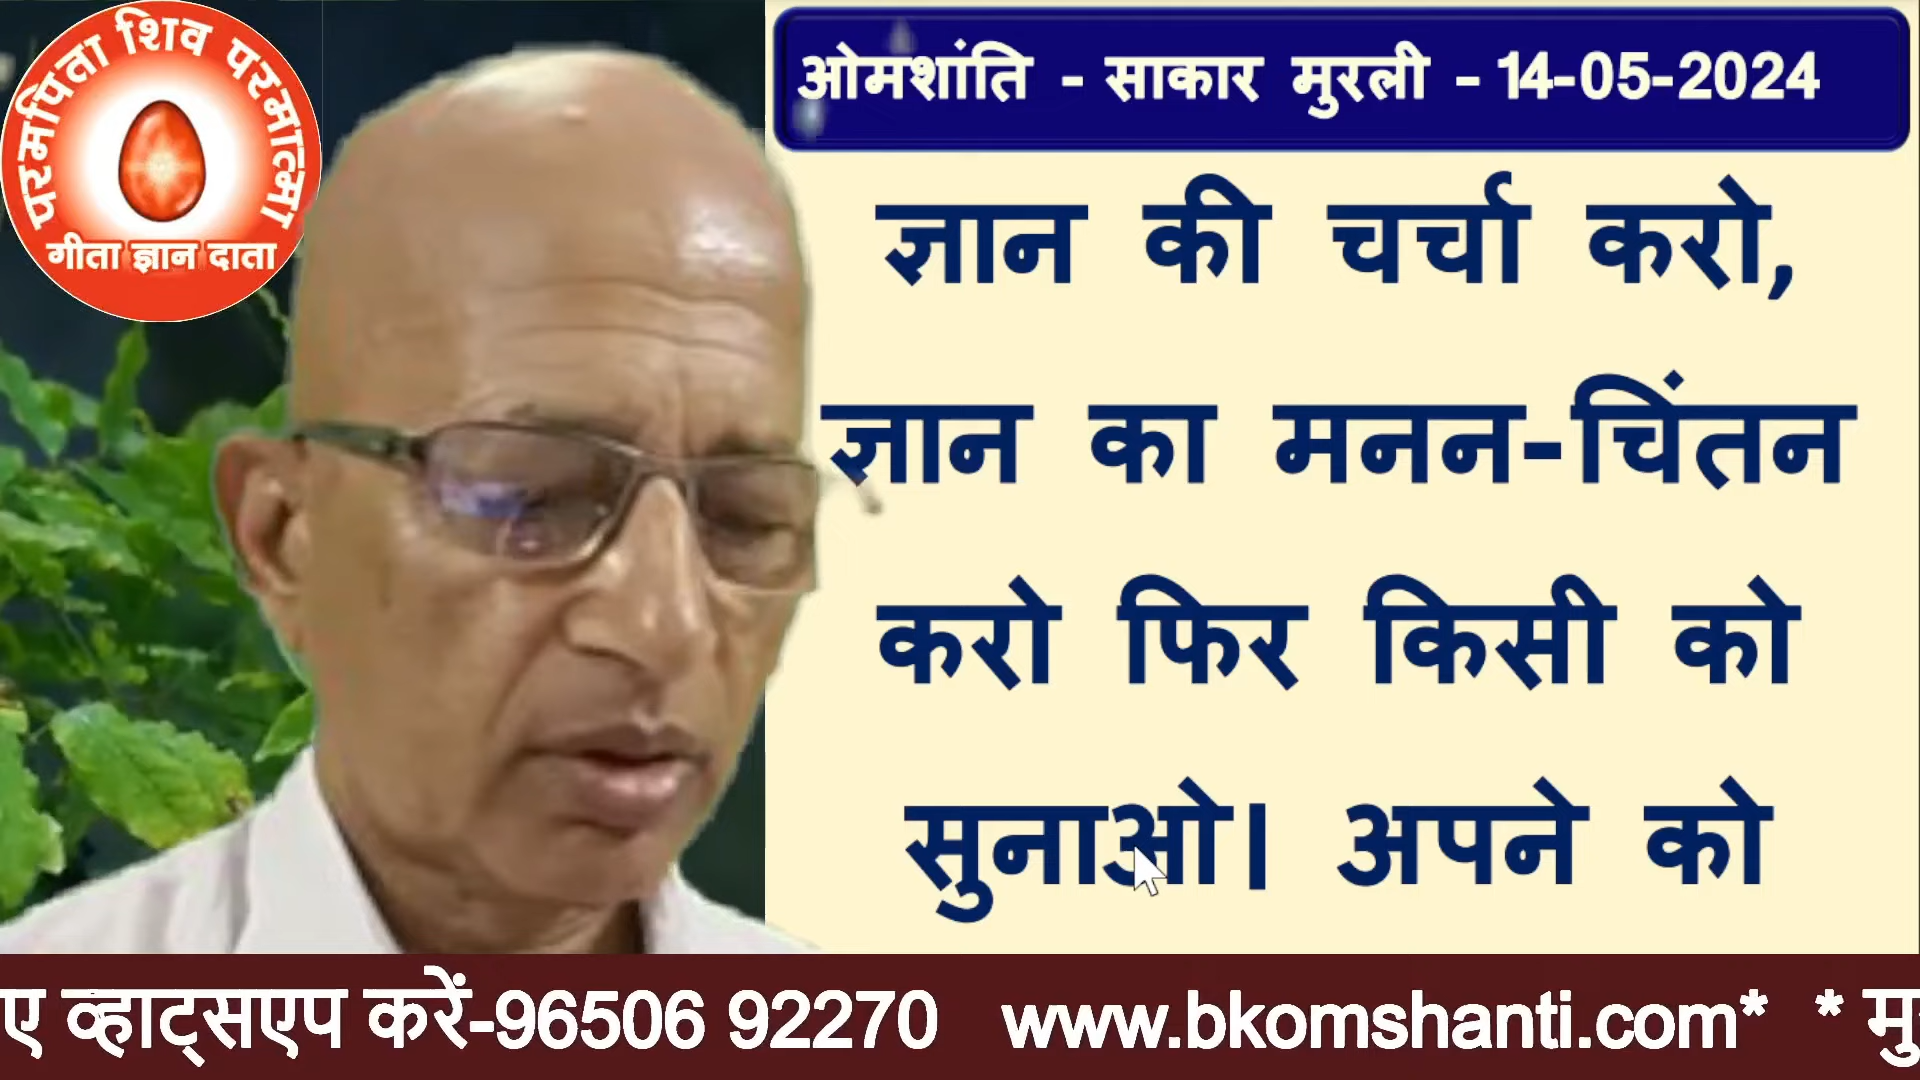 परमपिता शिव परमात्मा
गीता ज्ञान दाता
ओमशांति - साकार मुरली - 14-05-2024
ज्ञान की चर्चा करो,
ज्ञान का मनन-चिंतन
करो फिर किसी को
सुनाओ। अपने को
ए व्हाट्सएप करें-96506 92270 www.bkomshanti.com* * मु